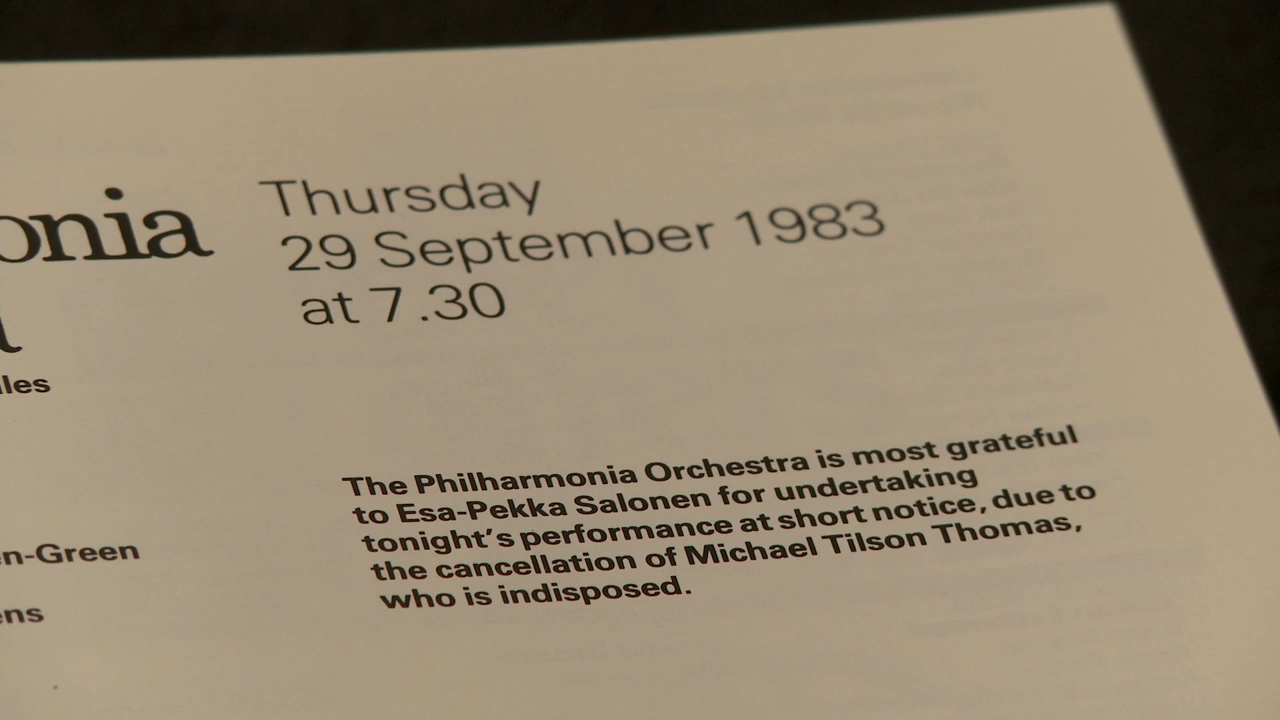 onia
Thursday
29 September 1983
at 7.30
lles
The Philharmonia Orchestra is most grateful
to Esa-Pekka Salonen for undertaking
tonight's performance at short notice, due to
the cancellation of Michael Tilson Thomas,
who is indisposed.
n-Green
ens